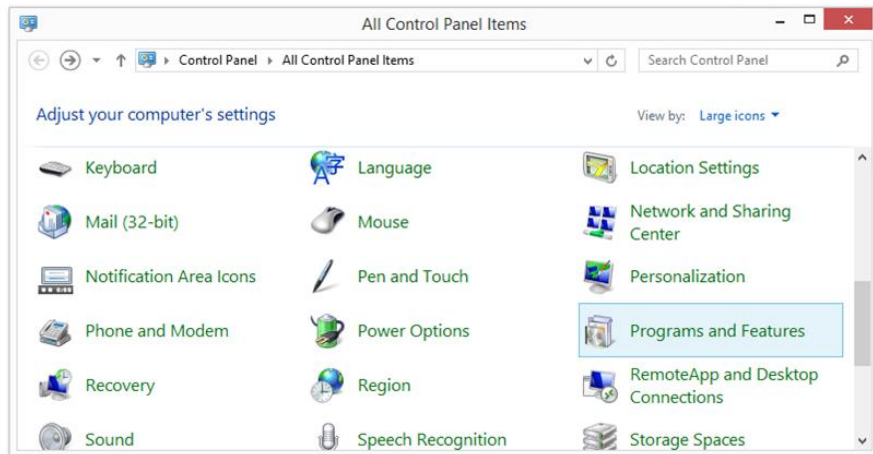 All Control Panel Items
Control Panel All Control Panel Items Search Control Panel
Adjust your computer's settings View by: Large icons
Keyboard Language Location Settings
Mail (32-bit) Mouse Network and Sharing
Center
Notification Area Icons Pen and Touch Personalization
Phone and Modem Power Options Programs and Features
Recovery Region RemoteApp and Desktop
Connections
Sound Speech Recognition Storage Spaces